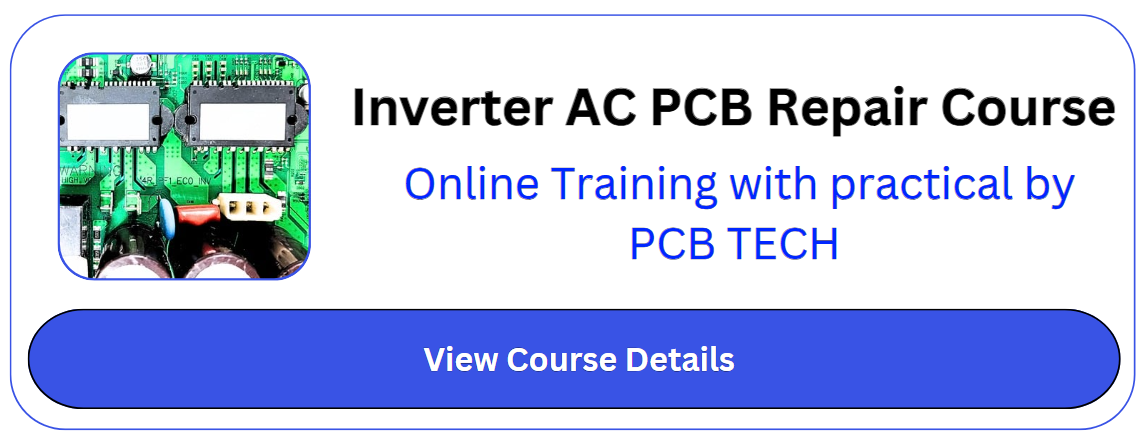 Inverter AC PCB Repair Course
Online Training with practical by
PCB TECH
View Course Details